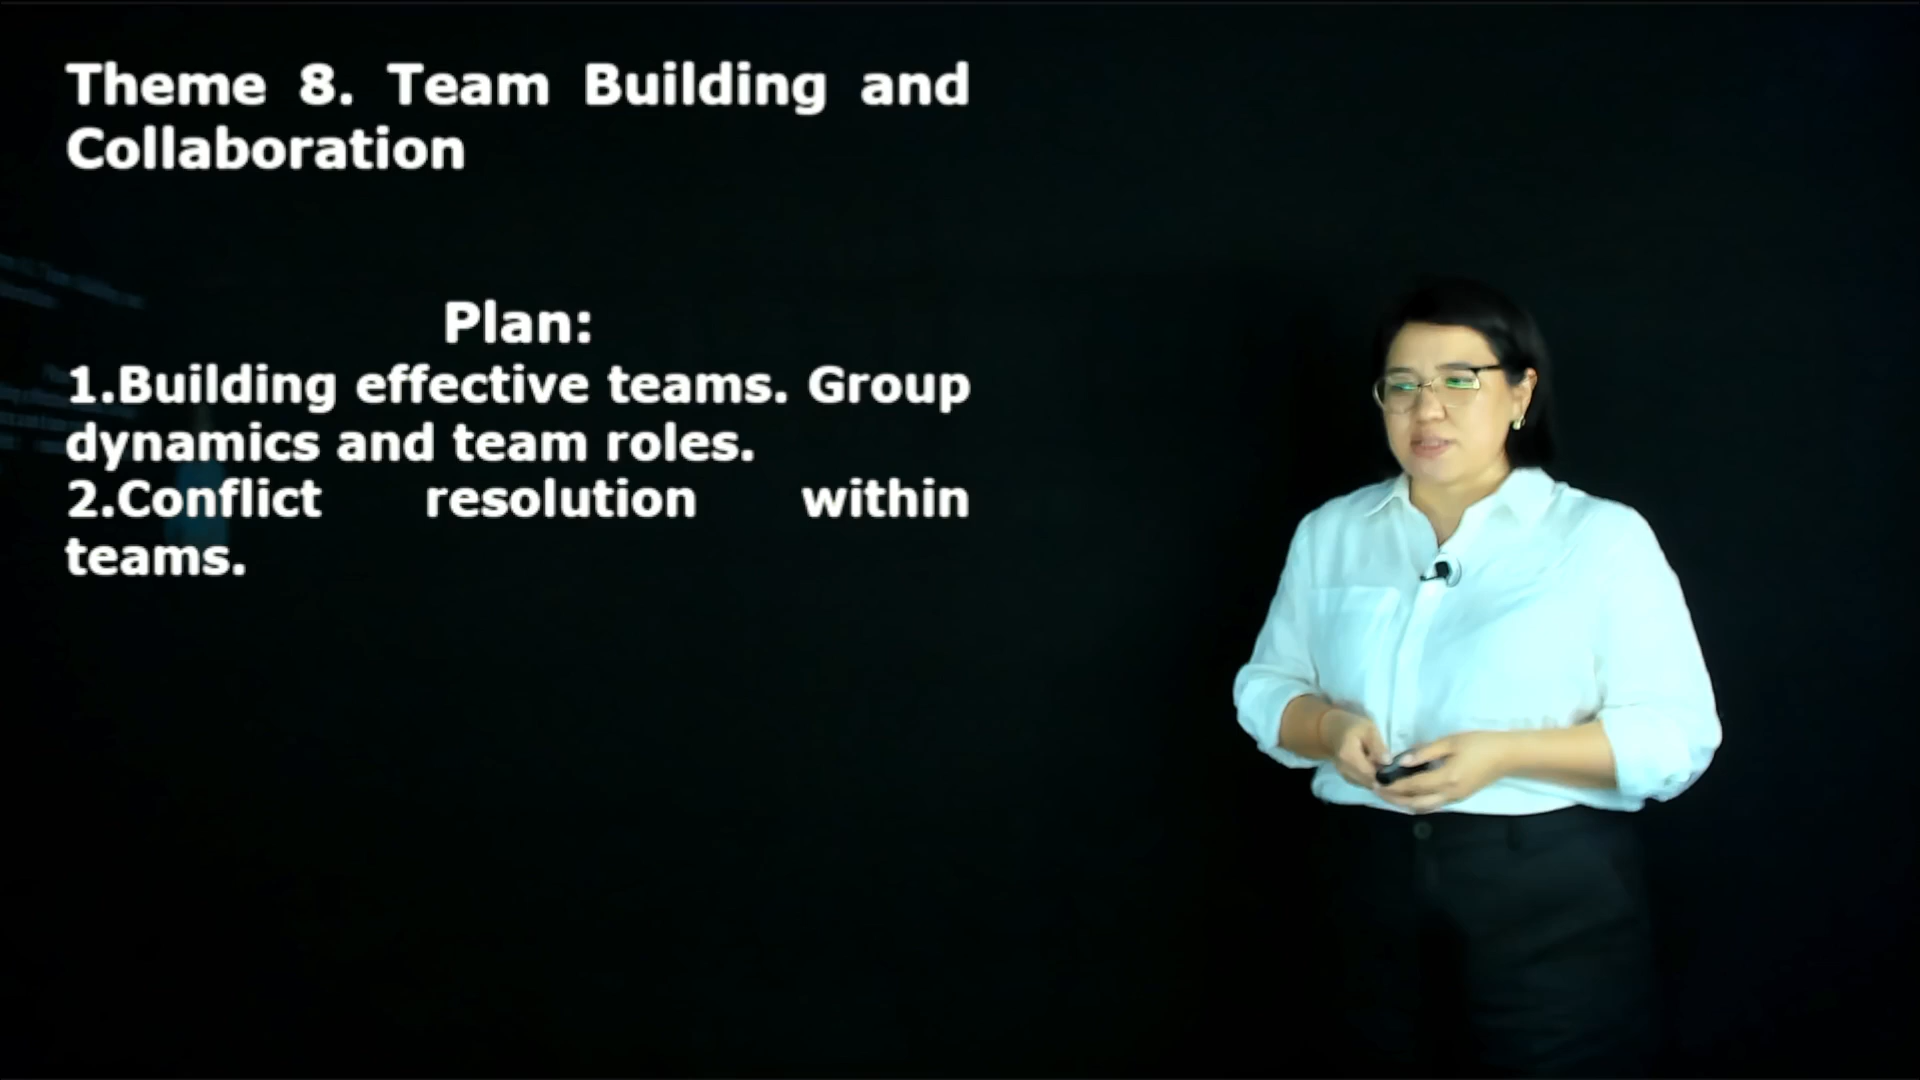 Theme 8. Team Building and
Collaboration
Plan:
1.Building effective teams. Group
dynamics and team roles.
2.Conflict resolution within
teams.